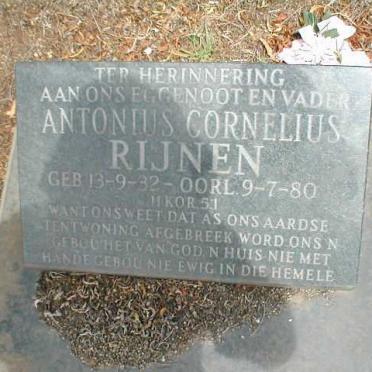 TER HERINNERING
AAN ONS EGGENOOT EN VADER
ANTONIUS CORNELIUS
RIJNEN
GEB 13-9-32 - OORL. 9-7-80
II KOR 5:1
WANT ONS WEET DAT AS ONS AARDSE
TENTWONING AFGEBREEK WORD ONS N
GEBOU HET VAN GOD, 'N HUIS NIE MET
HANDE GEBOU NIE EWIG IN DIE HEMELE